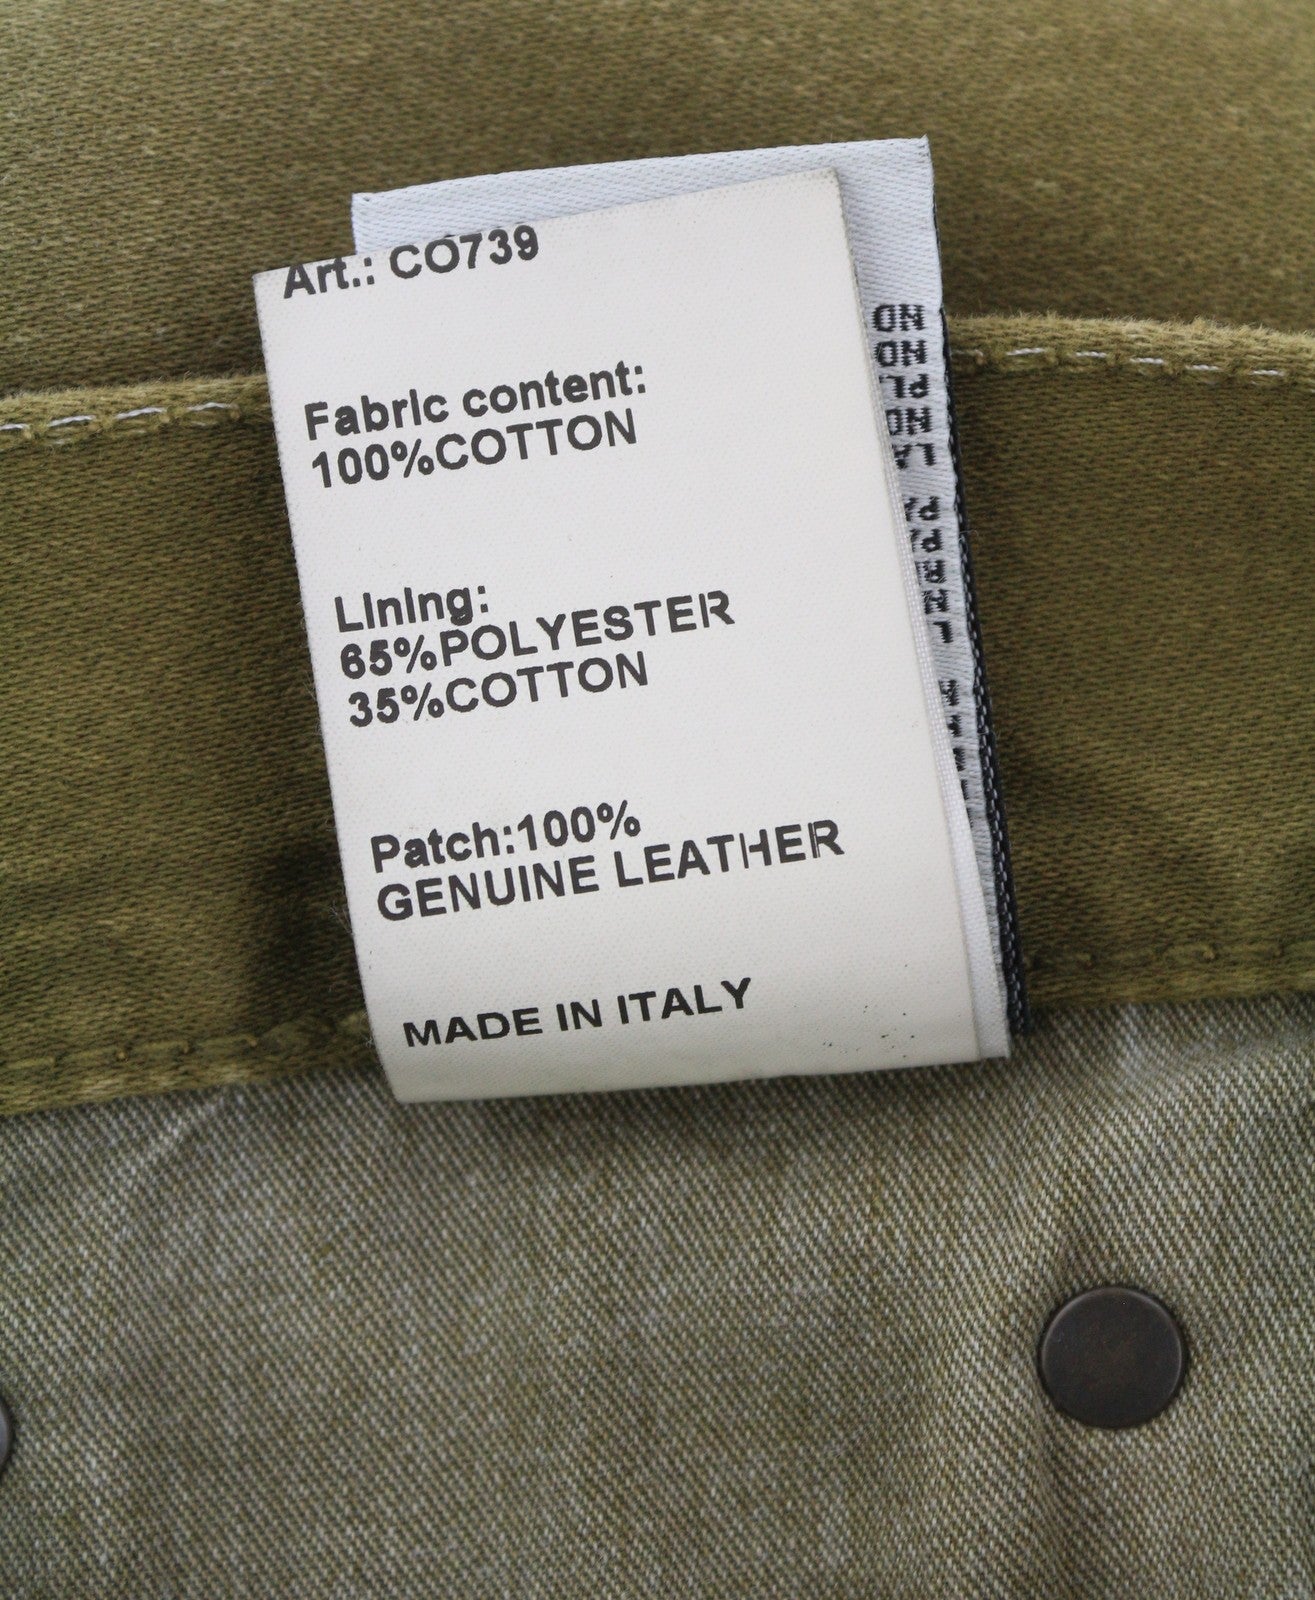 Art.: CO739
Fabric content:
100%COTTON
Lining:
65%POLYESTER
35%COTTON
Patch:100%
GENUINE LEATHER
MADE IN ITALY